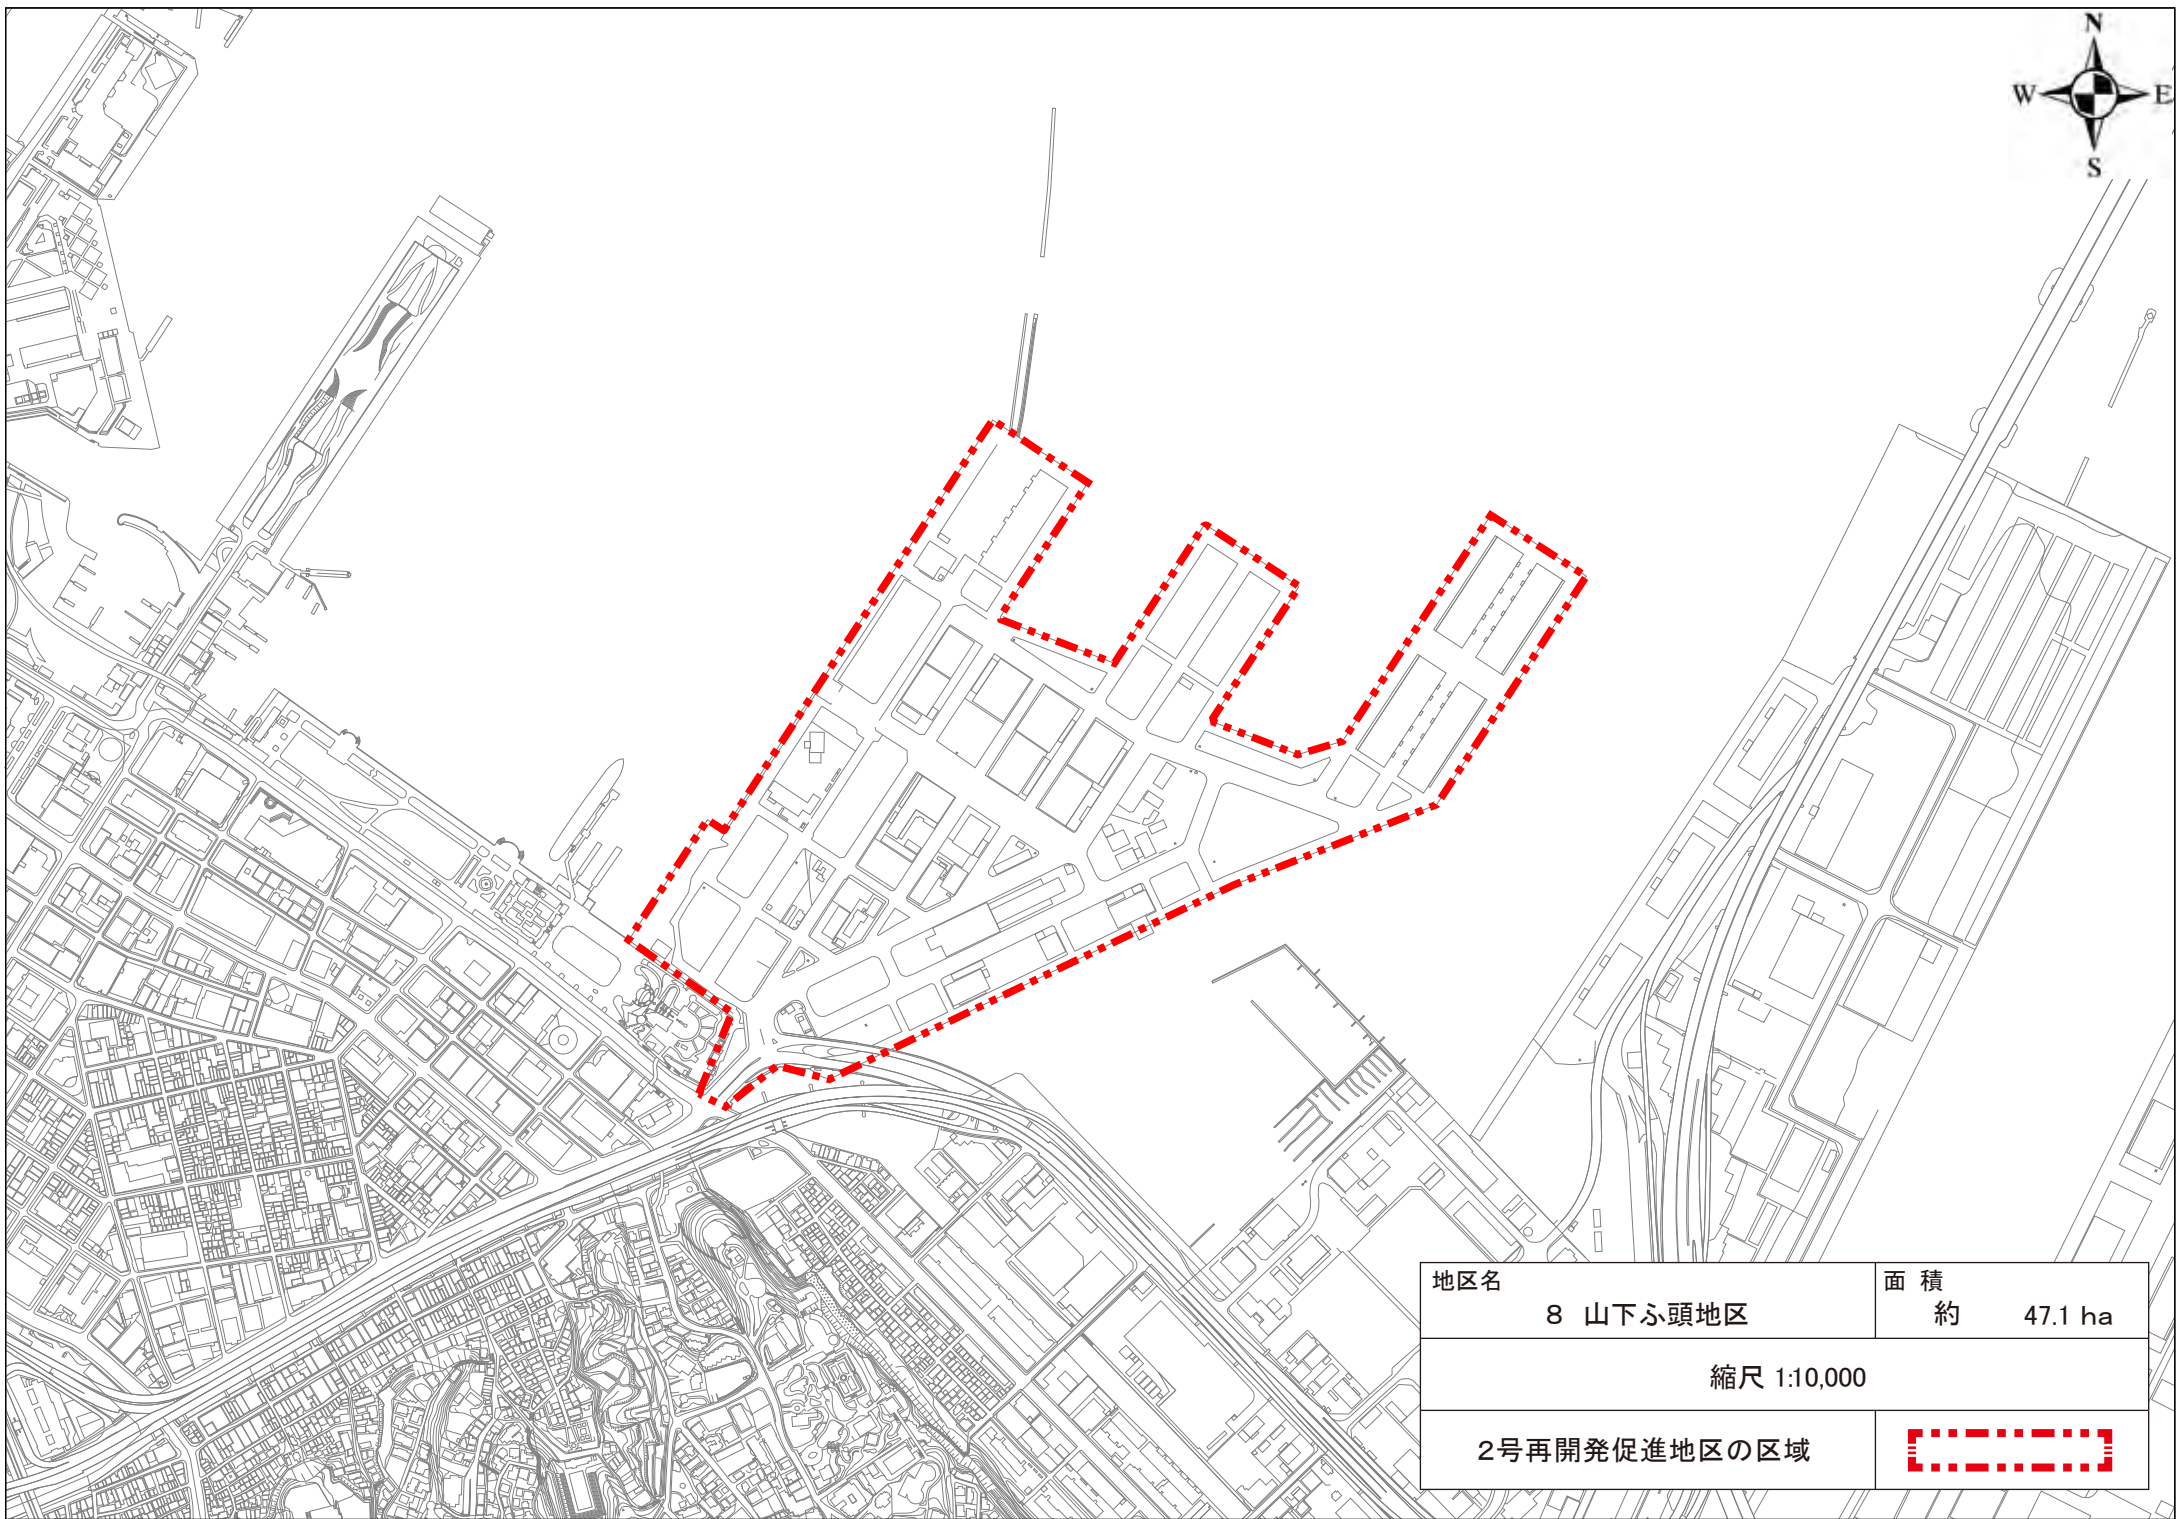 N
W E
S
地区名
8 山下ふ頭地区
面 積
約 47.1 ha
縮尺 1:10,000
2号再開発促進地区の区域